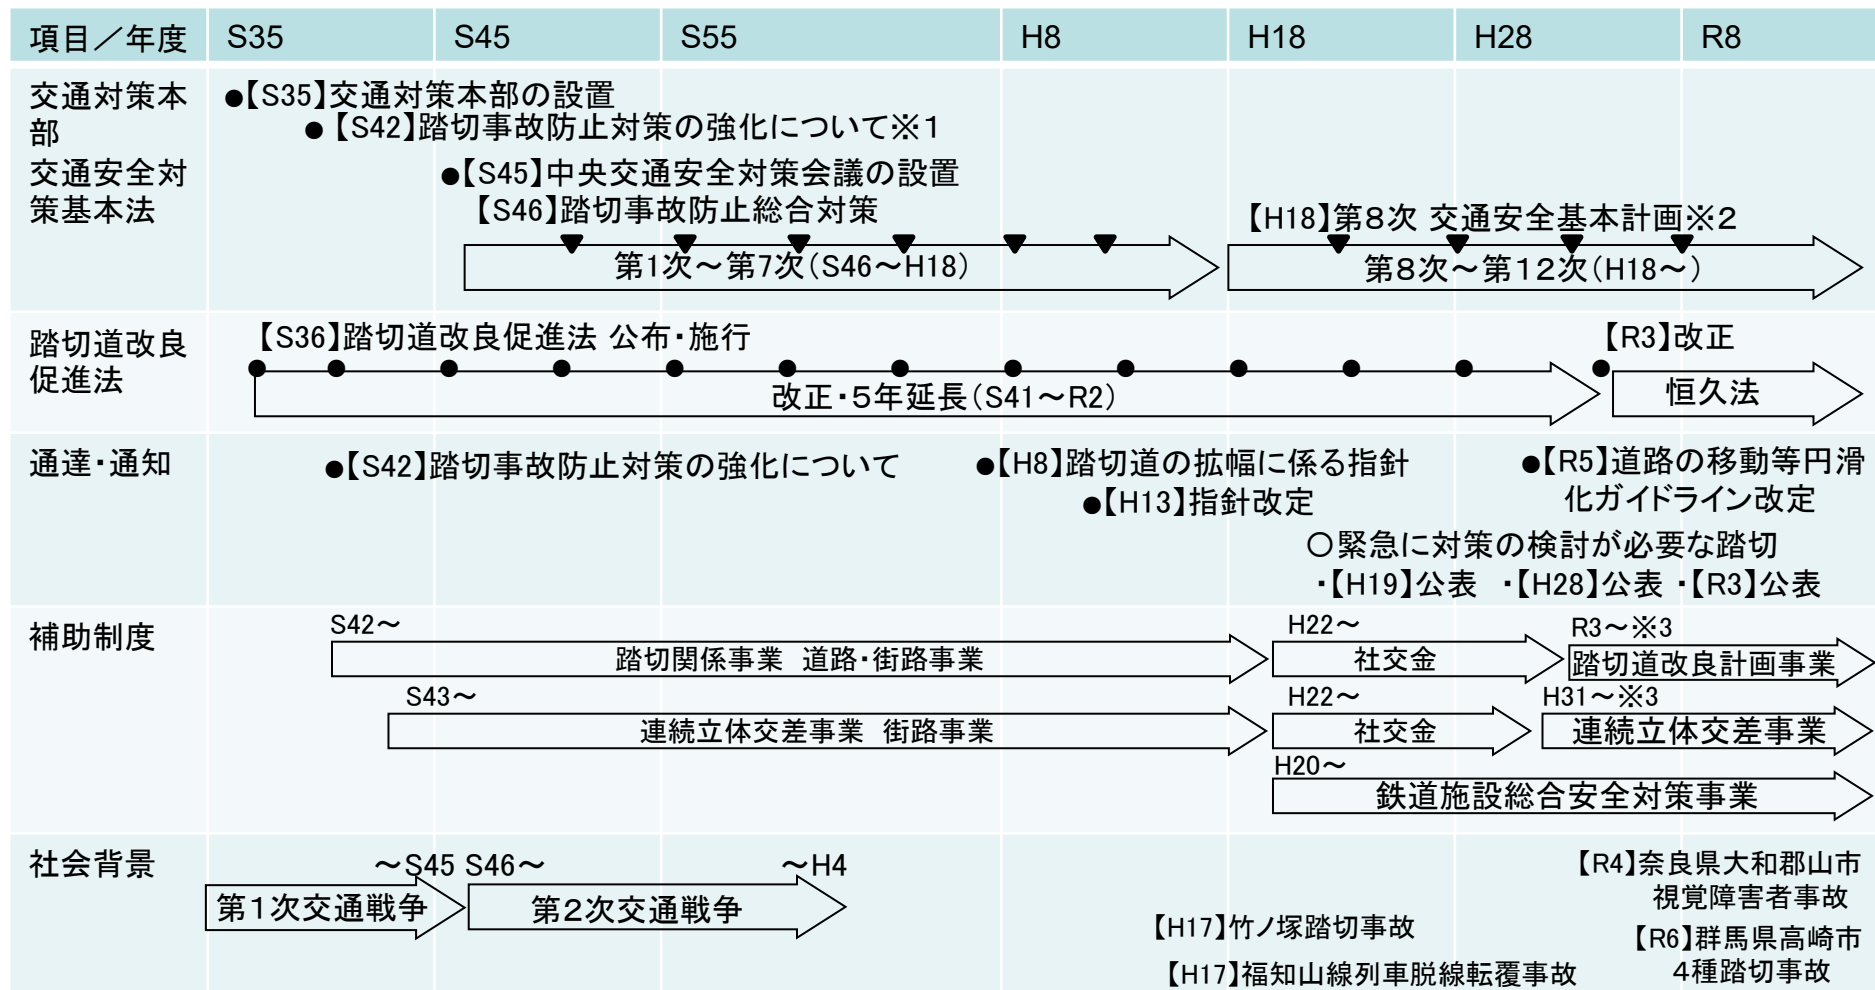 項目／年度 S35 S45 S55 H8 H18 H28 R8
交通対策本
部
交通安全対
策基本法
●【S35】交通対策本部の設置
●【S42】踏切事故防止対策の強化について※１
●【S45】中央交通安全対策会議の設置
【S46】踏切事故防止総合対策
第1次～第7次（S46～H18）
【H18】第８次 交通安全基本計画※２
第８次～第１２次（H18～）
踏切道改良
促進法
【S36】踏切道改良促進法 公布・施行
改正・５年延長（S41～R2）
【R3】改正
恒久法
通達・通知
●【S42】踏切事故防止対策の強化について
●【H8】踏切道の拡幅に係る指針
●【H13】指針改定
●【R5】道路の移動等円滑
化ガイドライン改定
○緊急に対策の検討が必要な踏切
・【H19】公表 ・【H28】公表 ・【R3】公表
補助制度
S42～
踏切関係事業 道路・街路事業
H22～
社交金
R3～※3
踏切道改良計画事業
S43～
連続立体交差事業 街路事業
H22～
社交金
H31～※3
連続立体交差事業
H20～
鉄道施設総合安全対策事業
社会背景
～S45 S46～ ～H4
第１次交通戦争
第２次交通戦争
【H17】竹ノ塚踏切事故
【H17】福知山線列車脱線転覆事故
【R4】奈良県大和郡山市
視覚障害者事故
【R6】群馬県高崎市
４種踏切事故